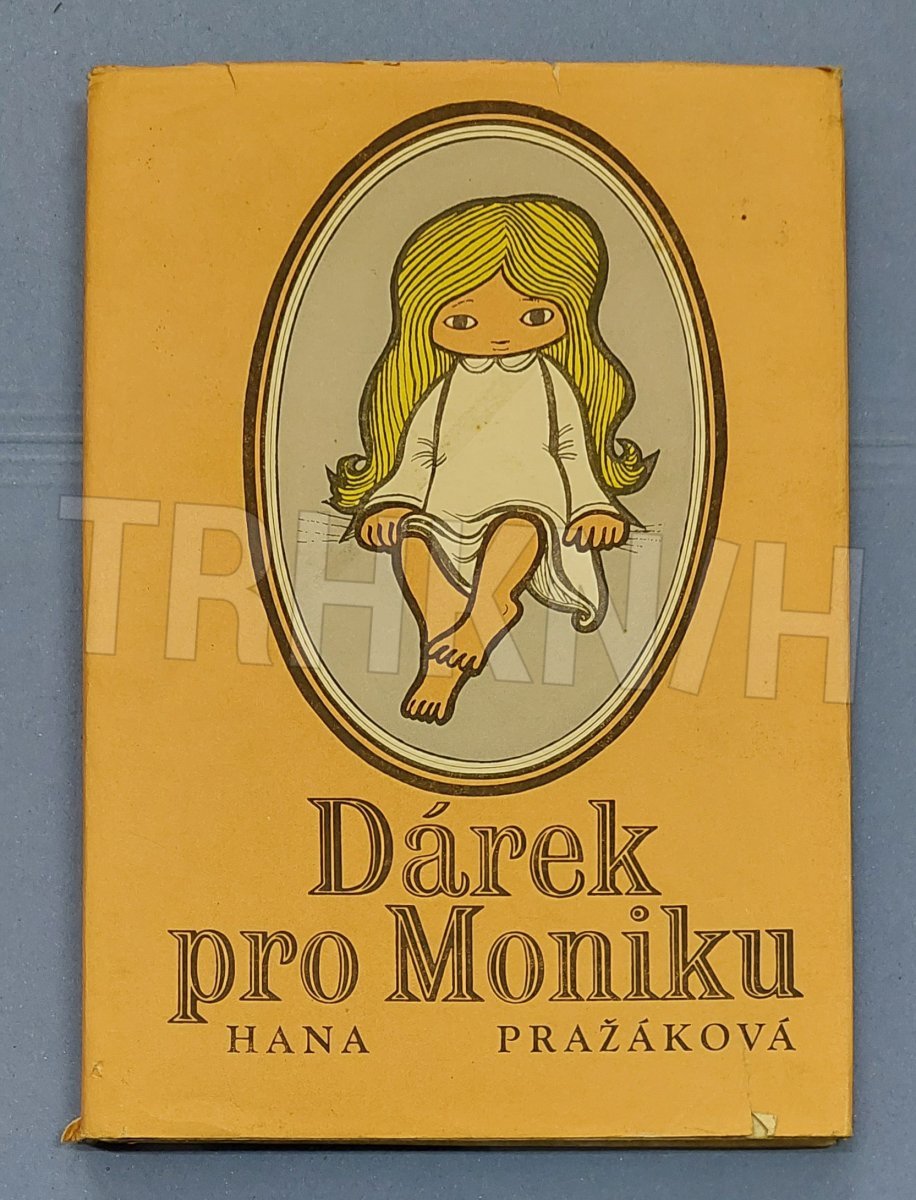 TRHKNIH
Dárek
pro Moniku
HANA PRAŽÁKOVÁ